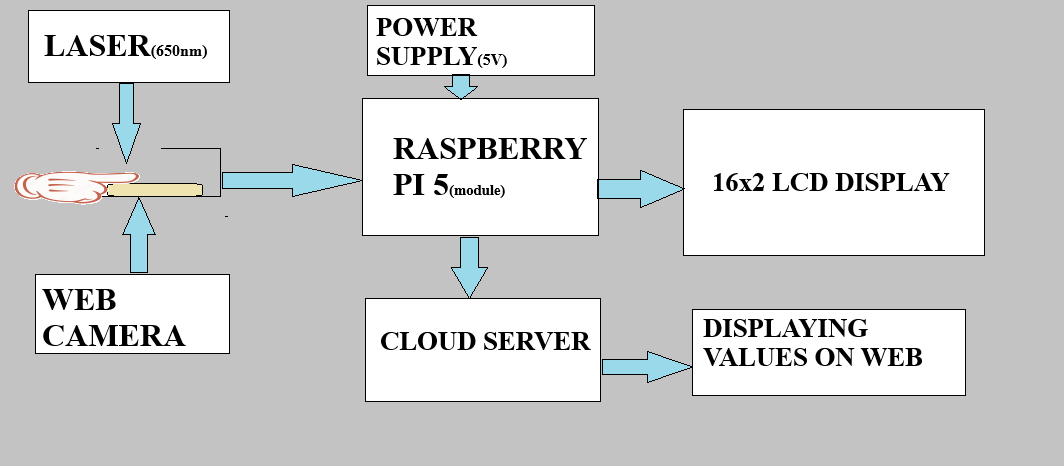 LASER(650nm)
POWER
SUPPLY(5V)
RASPBERRY
PI 5(module)
16x2 LCD DISPLAY
WEB
CAMERA
CLOUD SERVER
DISPLAYING
VALUES ON WEB